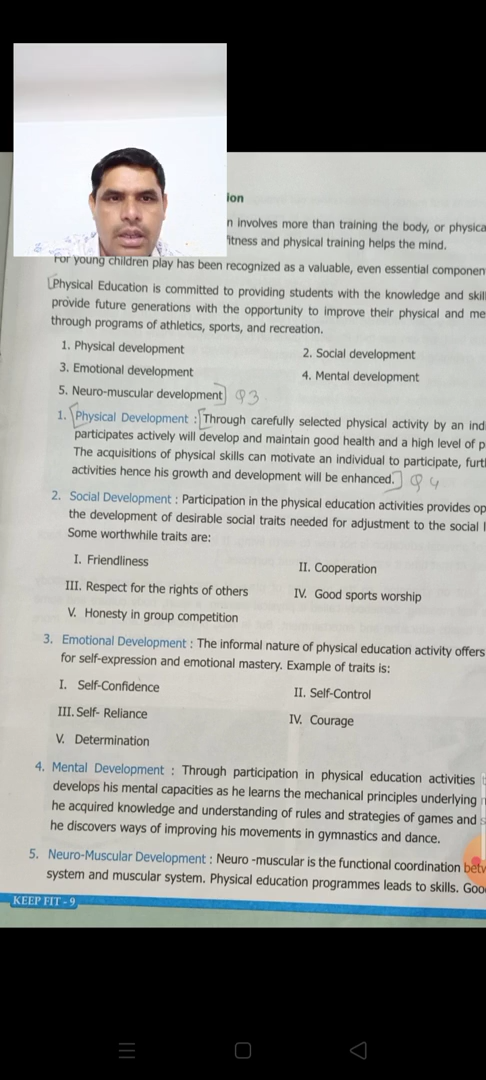 ion
n involves more than training the body, or physica
itness and physical training helps the mind.
For young children play has been recognized as a valuable, even essential componen
[Physical Education is committed to providing students with the knowledge and skil
provide future generations with the opportunity to improve their physical and me
through programs of athletics, sports, and recreation.
1. Physical development 2. Social development
3. Emotional development 4. Mental development
5. Neuro-muscular development] Q3
1. [Physical Development : [Through carefully selected physical activity by an ind
participates actively will develop and maintain good health and a high level of p
The acquisitions of physical skills can motivate an individual to participate, furt
activities hence his growth and development will be enhanced.] Q4
2. Social Development : Participation in the physical education activities provides op
the development of desirable social traits needed for adjustment to the social l
Some worthwhile traits are:
I. Friendliness II. Cooperation
III. Respect for the rights of others IV. Good sports worship
V. Honesty in group competition
3. Emotional Development : The informal nature of physical education activity offers
for self-expression and emotional mastery. Example of traits is:
I. Self-Confidence II. Self-Control
III. Self- Reliance IV. Courage
V. Determination
4. Mental Development : Through participation in physical education activities
develops his mental capacities as he learns the mechanical principles underlying
he acquired knowledge and understanding of rules and strategies of games and s
he discovers ways of improving his movements in gymnastics and dance.
5. Neuro-Muscular Development : Neuro -muscular is the functional coordination betw
system and muscular system. Physical education programmes leads to skills. Goo
KEEP FIT - 9